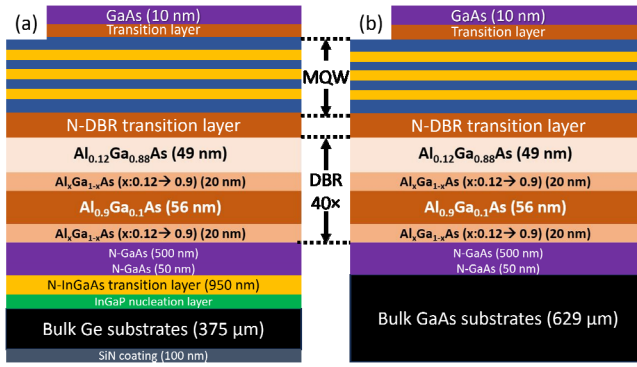 (a)
GaAs (10 nm)
Transition layer
N-DBR transition layer
Al0.12Ga0.88As (49 nm)
AlxGa1-xAs (x:0.12→ 0.9) (20 nm)
Al0.9Ga0.1As (56 nm)
AlxGa1-xAs (x:0.12→ 0.9) (20 nm)
N-GaAs (500 nm)
N-GaAs (50 nm)
N-InGaAs transition layer (950 nm)
InGaP nucleation layer
Bulk Ge substrates (375 µm)
SiN coating (100 nm)
MQW
DBR
40×
(b)
GaAs (10 nm)
Transition layer
N-DBR transition layer
Al0.12Ga0.88As (49 nm)
AlxGa1-xAs (x:0.12→ 0.9) (20 nm)
Al0.9Ga0.1As (56 nm)
AlxGa1-xAs (x:0.12→ 0.9) (20 nm)
N-GaAs (500 nm)
N-GaAs (50 nm)
Bulk GaAs substrates (629 µm)